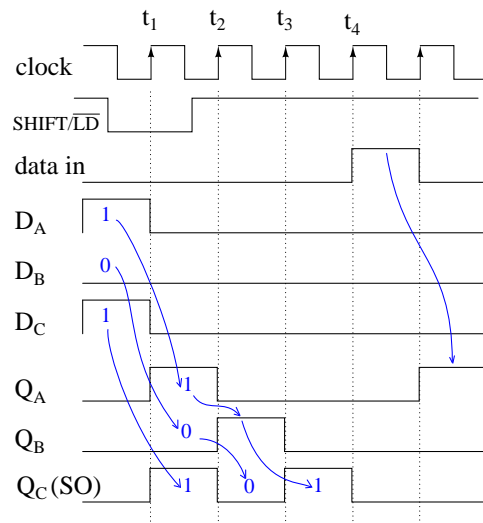 t1 t2 t3 t4
clock
SHIFT/L̅D̅
data in
DA 1
DB 0
DC 1
QA 1
QB 0
QC (SO) 1 0 1